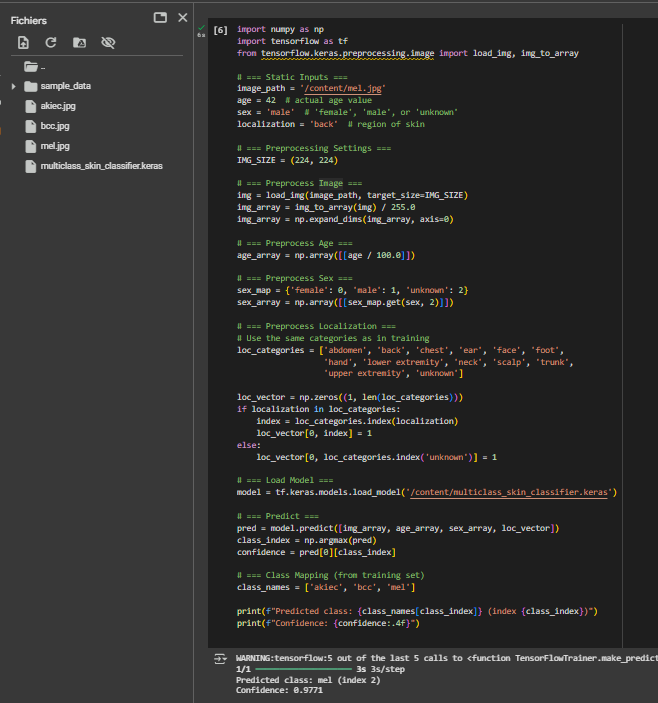 Fichiers
..
sample_data
akiec.jpg
bcc.jpg
mel.jpg
multiclass_skin_classifier.keras
6s
[6]
import numpy as np
import tensorflow as tf
from tensorflow.keras.preprocessing.image import load_img, img_to_array
# === Static Inputs ===
image_path = '/content/mel.jpg'
age = 42  # actual age value
sex = 'male'  # 'female', 'male', or 'unknown'
localization = 'back'  # region of skin
# === Preprocessing Settings ===
IMG_SIZE = (224, 224)
# === Preprocess Image ===
img = load_img(image_path, target_size=IMG_SIZE)
img_array = img_to_array(img) / 255.0
img_array = np.expand_dims(img_array, axis=0)
# === Preprocess Age ===
age_array = np.array([[age / 100.0]])
# === Preprocess Sex ===
sex_map = {'female': 0, 'male': 1, 'unknown': 2}
sex_array = np.array([[sex_map.get(sex, 2)]])
# === Preprocess Localization ===
# Use the same categories as in training
loc_categories = ['abdomen', 'back', 'chest', 'ear', 'face', 'foot',
'hand', 'lower extremity', 'neck', 'scalp', 'trunk',
'upper extremity', 'unknown']
loc_vector = np.zeros((1, len(loc_categories)))
if localization in loc_categories:
index = loc_categories.index(localization)
loc_vector[0, index] = 1
else:
loc_vector[0, loc_categories.index('unknown')] = 1
# === Load Model ===
model = tf.keras.models.load_model('/content/multiclass_skin_classifier.keras')
# === Predict ===
pred = model.predict([img_array, age_array, sex_array, loc_vector])
class_index = np.argmax(pred)
confidence = pred[0][class_index]
# === Class Mapping (from training set)
class_names = ['akiec', 'bcc', 'mel']
print(f"Predicted class: {class_names[class_index]} (index {class_index})")
print(f"Confidence: {confidence:.4f}")
WARNING:tensorflow:5 out of the last 5 calls to <function TensorFlowTrainer.make_predict
1/1 3s 3s/step
Predicted class: mel (index 2)
Confidence: 0.9771